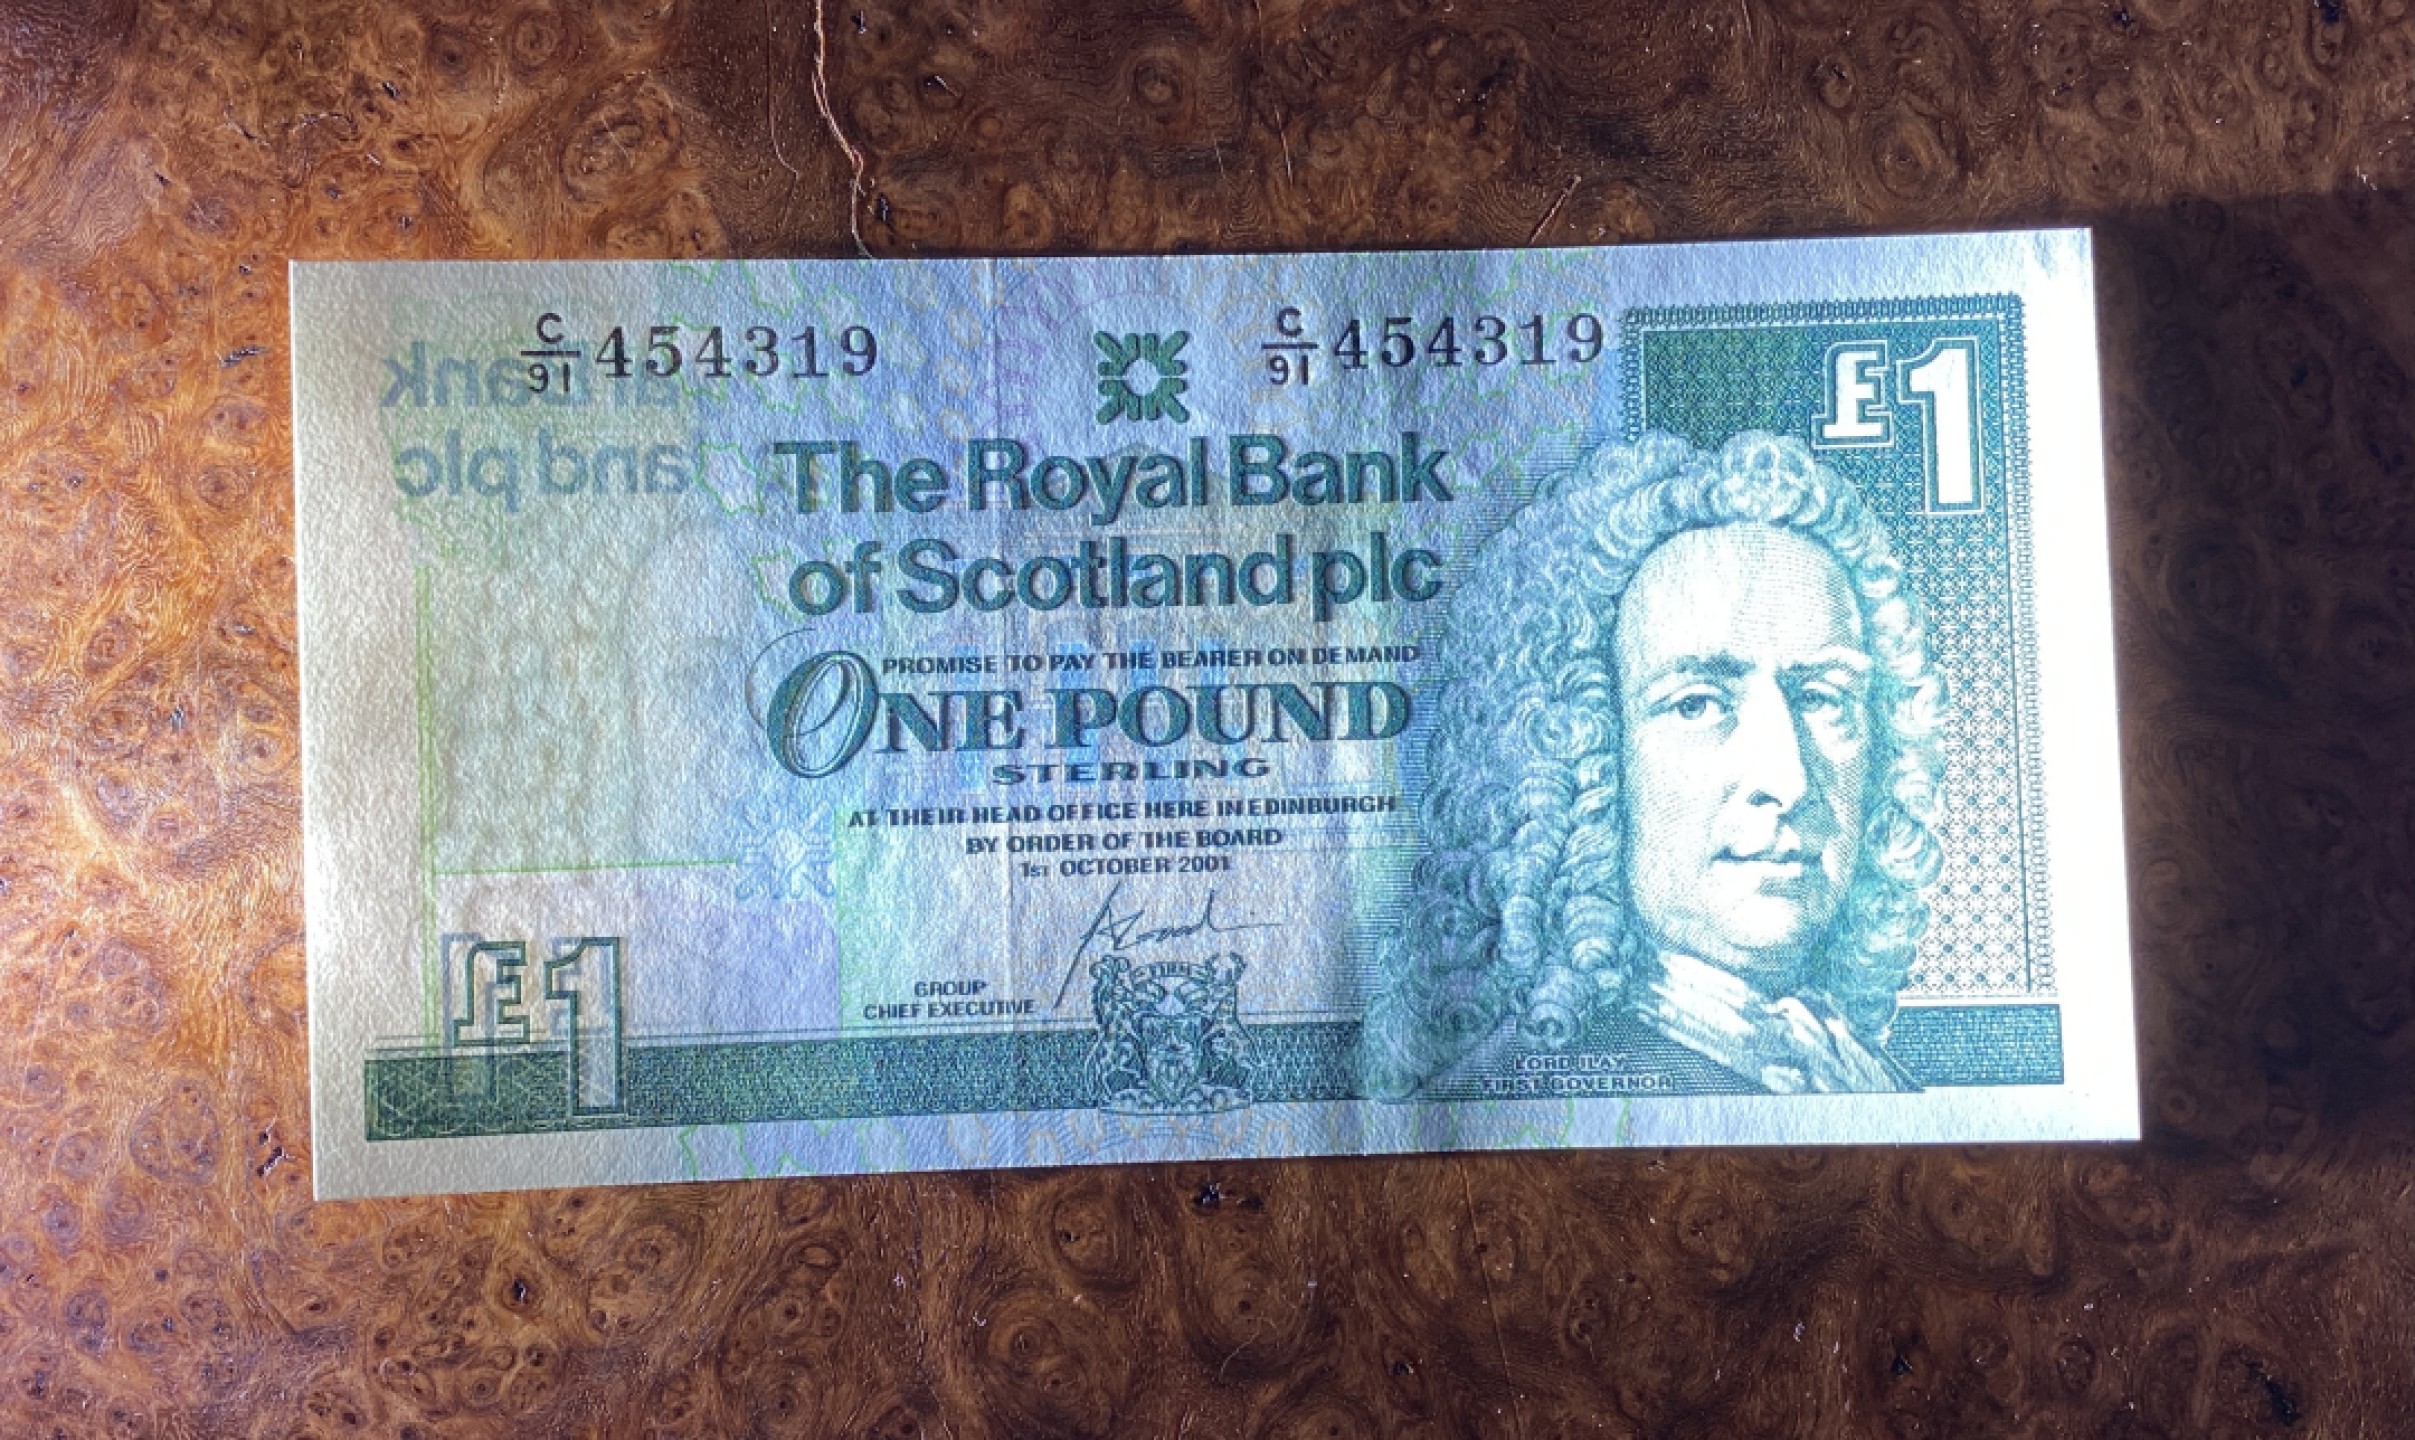 C/91 454319 C/91 454319
£1
The Royal Bank
of Scotland plc
PROMISE TO PAY THE BEARER ON DEMAND
ONE POUND
STERLING
AT THEIR HEAD OFFICE HERE IN EDINBURGH
BY ORDER OF THE BOARD
1ST OCTOBER 2001
GROUP
CHIEF EXECUTIVE
£1
LORD ILAY
FIRST GOVERNOR